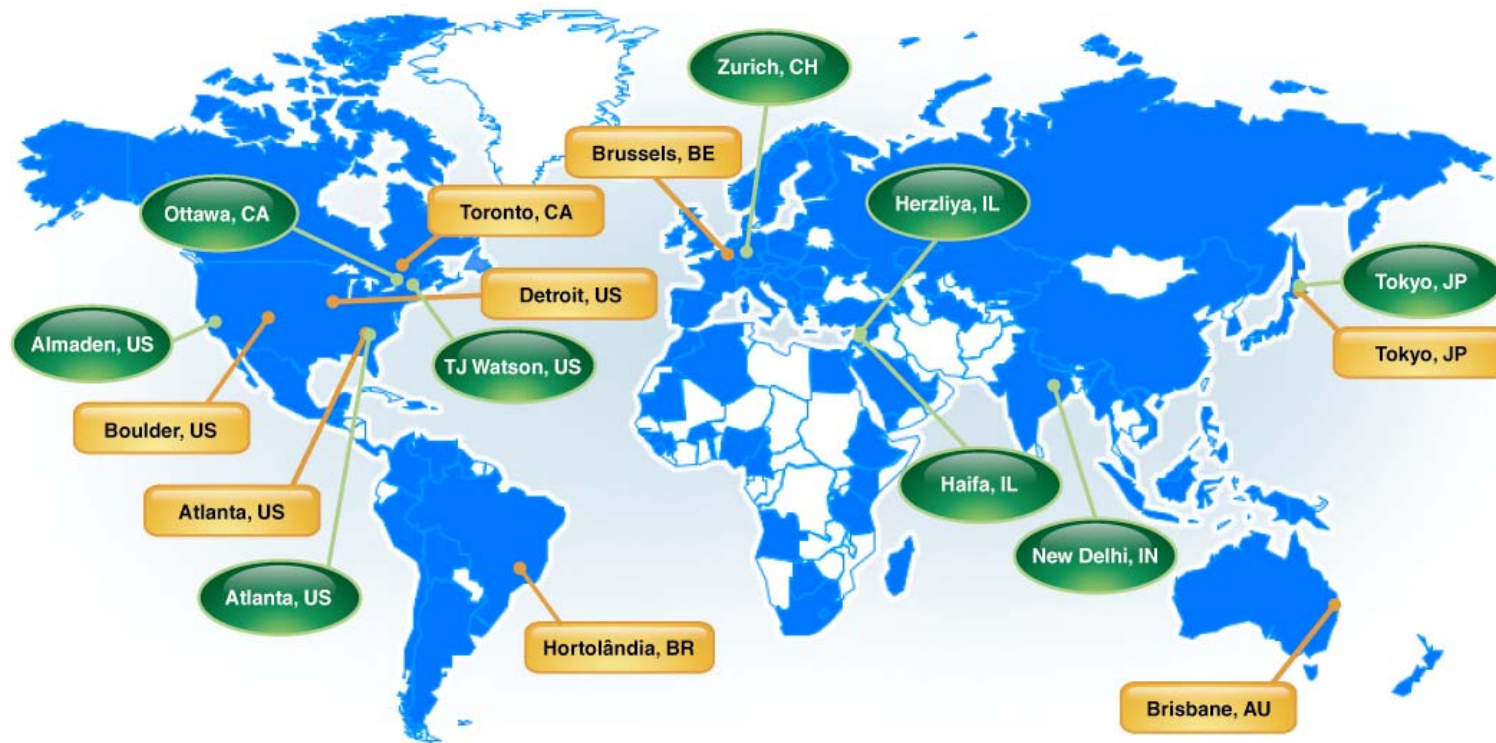 Zurich, CH
Brussels, BE
Ottawa, CA
Toronto, CA
Herzliya, IL
Tokyo, JP
Detroit, US
Almaden, US
TJ Watson, US
Tokyo, JP
Boulder, US
Haifa, IL
Atlanta, US
New Delhi, IN
Atlanta, US
Hortolândia, BR
Brisbane, AU